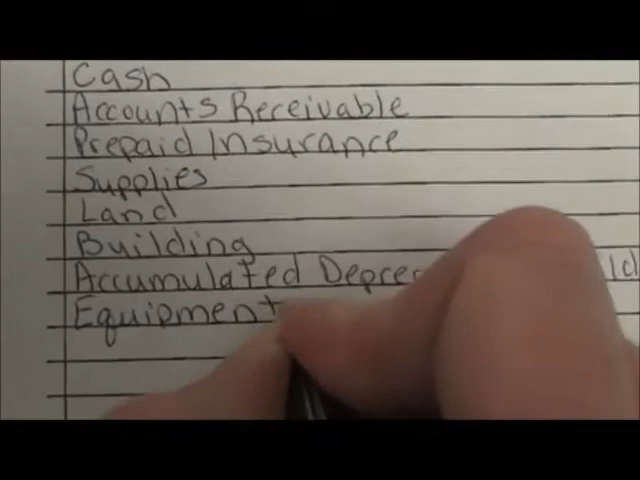 Cash
Accounts Receivable
Prepaid Insurance
Supplies
Land
Building
Accumulated
Equipment